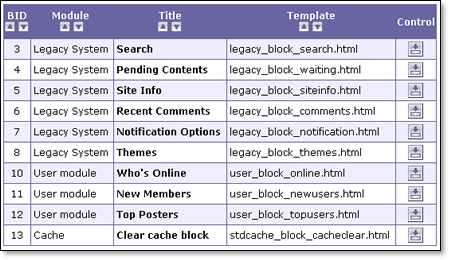 BID Module Title Template Control
3 Legacy System Search legacy_block_search.html
4 Legacy System Pending Contents legacy_block_waiting.html
5 Legacy System Site Info legacy_block_siteinfo.html
6 Legacy System Recent Comments legacy_block_comments.html
7 Legacy System Notification Options legacy_block_notification.html
8 Legacy System Themes legacy_block_themes.html
10 User module Who's Online user_block_online.html
11 User module New Members user_block_newusers.html
12 User module Top Posters user_block_topusers.html
13 Cache Clear cache block stdcache_block_cacheclear.html